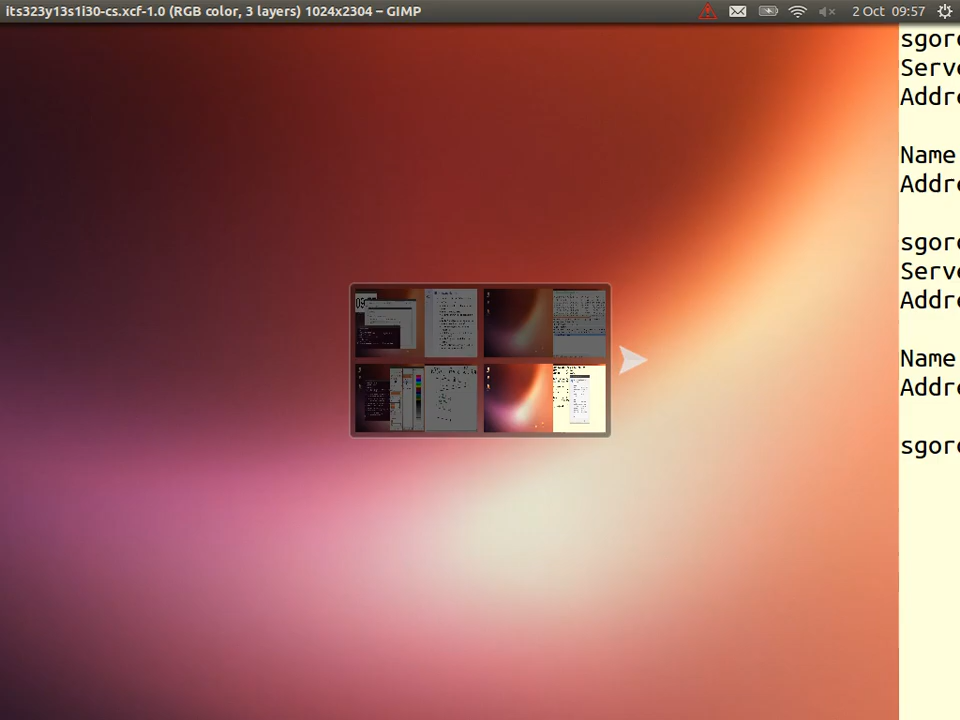 its323y13s1i30-cs.xcf-1.0 (RGB color, 3 layers) 1024x2304 – GIMP
2 Oct 09:57
sgor
Serv
Addr
Name
Addr
sgor
Serv
Addr
Name
Addr
sgor